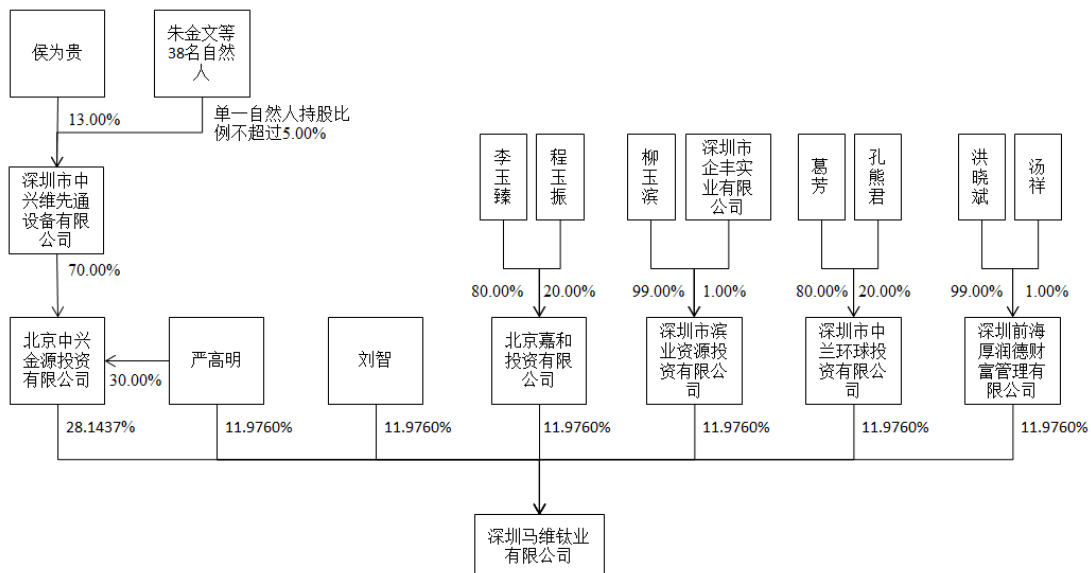 侯为贵
朱金文等
38名自然
人
13.00%
单一自然人持股比
例不超过5.00%
深圳市中
兴维先通
设备有限
公司
李玉臻
程玉振
柳玉滨
深圳市
企丰实
业有限
公司
葛芳
孔熊君
洪晓斌
汤祥
70.00%
80.00%
20.00%
99.00%
1.00%
80.00%
20.00%
99.00%
1.00%
北京中兴
金源投资
有限公司
30.00%
严高明
刘智
北京嘉和
投资有限
公司
深圳市滨
业资源投
资有限公
司
深圳市中
兰环球投
资有限公
司
深圳前海
厚润德财
富管理有
限公司
28.1437%
11.9760%
11.9760%
11.9760%
11.9760%
11.9760%
11.9760%
深圳马维钛业
有限公司